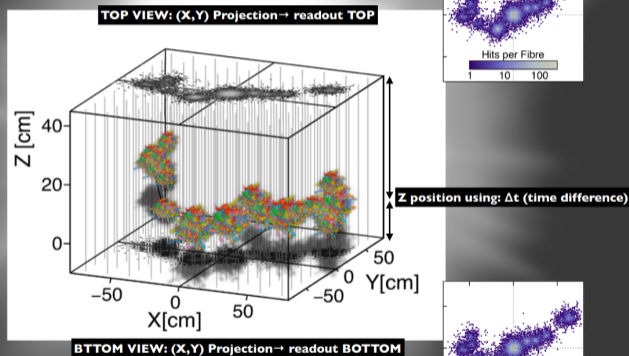 TOP VIEW: (X,Y) Projection→ readout TOP
Hits per Fibre
1 10 100
Z [cm]
40
20
0
Z position using: Δt (time difference)
−50
0
50
X[cm]
−50
0
50
Y[cm]
BTTOM VIEW: (X,Y) Projection→ readout BOTTOM